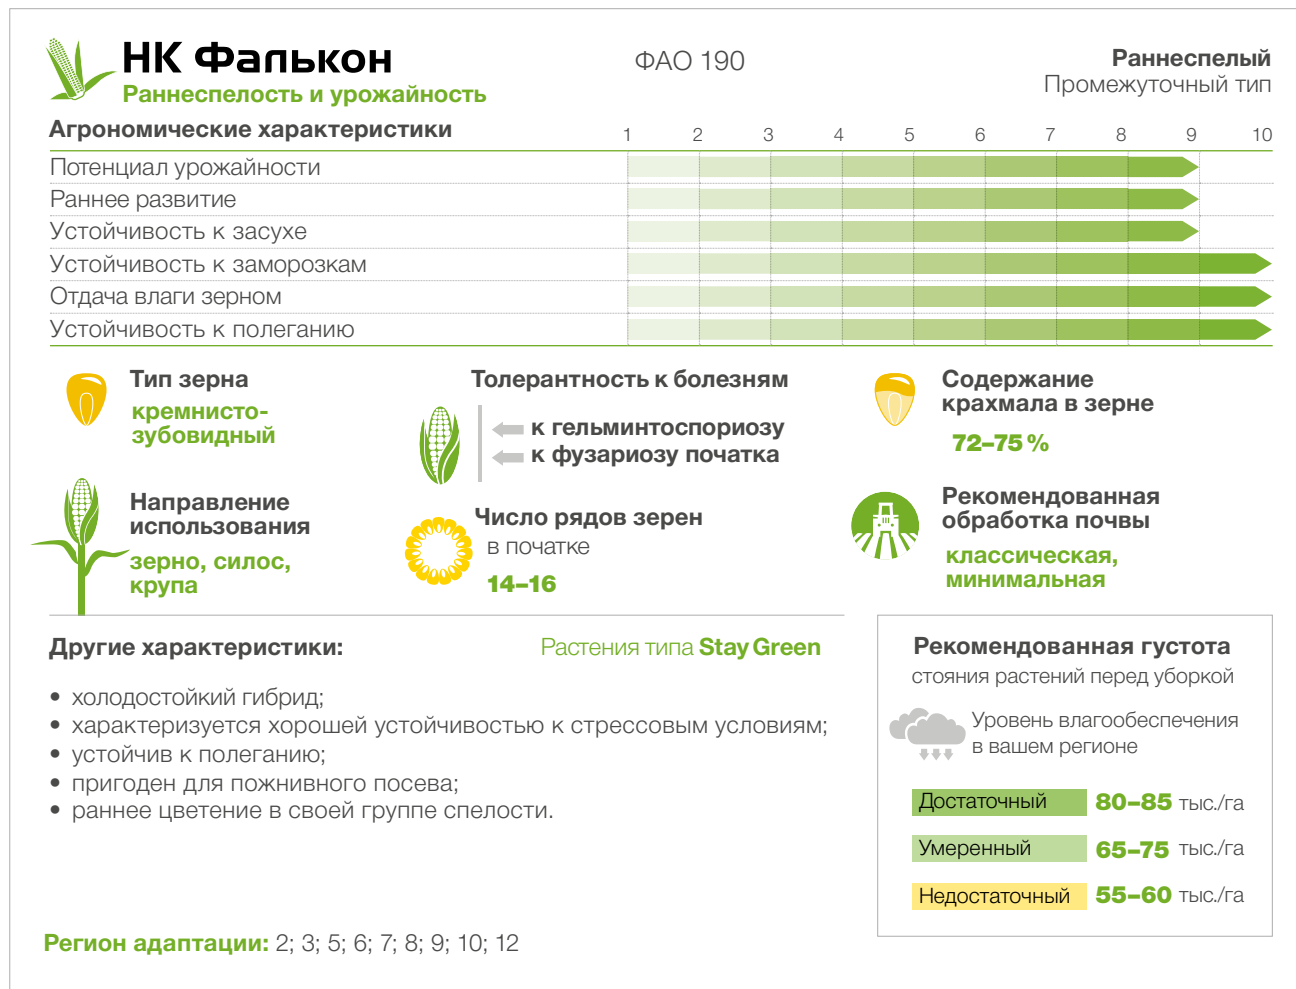 НК Фалькон
Раннеспелость и урожайность
ФАО 190
Раннеспелый
Промежуточный тип
Агрономические характеристики
1 2 3 4 5 6 7 8 9 10
Потенциал урожайности
Раннее развитие
Устойчивость к засухе
Устойчивость к заморозкам
Отдача влаги зерном
Устойчивость к полеганию
Тип зерна
кремнисто-
зубовидный
Толерантность к болезням
к гельминтоспориозу
к фузариозу початка
Содержание
крахмала в зерне
72–75 %
Направление
использования
зерно, силос,
крупа
Число рядов зерен
в початке
14–16
Рекомендованная
обработка почвы
классическая,
минимальная
Другие характеристики:
Растения типа Stay Green
• холодостойкий гибрид;
• характеризуется хорошей устойчивостью к стрессовым условиям;
• устойчив к полеганию;
• пригоден для пожнивного посева;
• раннее цветение в своей группе спелости.
Регион адаптации: 2; 3; 5; 6; 7; 8; 9; 10; 12
Рекомендованная густота
стояния растений перед уборкой
Уровень влагообеспечения
в вашем регионе
Достаточный 80–85 тыс./га
Умеренный 65–75 тыс./га
Недостаточный 55–60 тыс./га